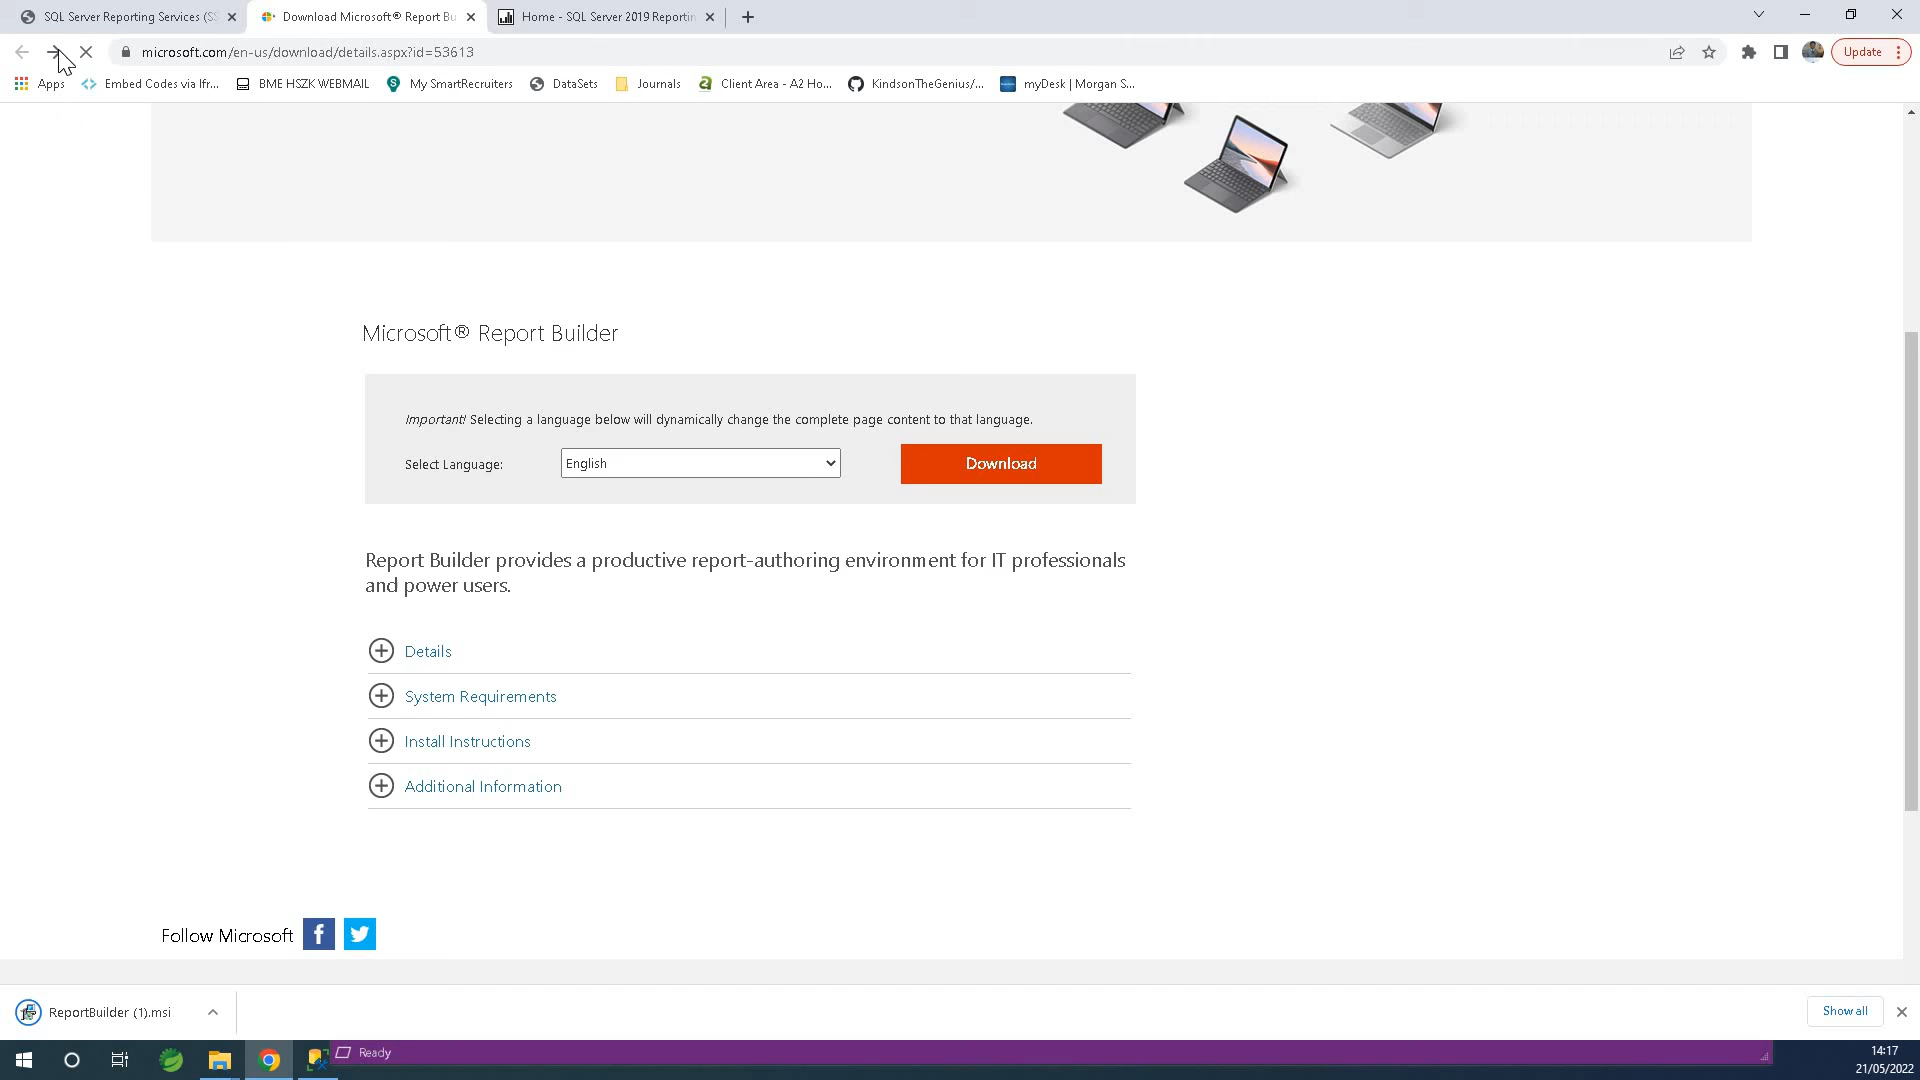 SQL Server Reporting Services (SS
Download Microsoft® Report Bu
Home - SQL Server 2019 Reportin
microsoft.com/en-us/download/details.aspx?id=53613
Update
Apps
Embed Codes via Ifr...
BME HSZK WEBMAIL
My SmartRecruiters
DataSets
Journals
Client Area - A2 Ho...
KindsonTheGenius/...
myDesk | Morgan S...
Microsoft® Report Builder
Important! Selecting a language below will dynamically change the complete page content to that language.
Select Language:
English
Download
Report Builder provides a productive report-authoring environment for IT professionals
and power users.
Details
System Requirements
Install Instructions
Additional Information
Follow Microsoft
ReportBuilder (1).msi
Show all
Ready
14:17
21/05/2022